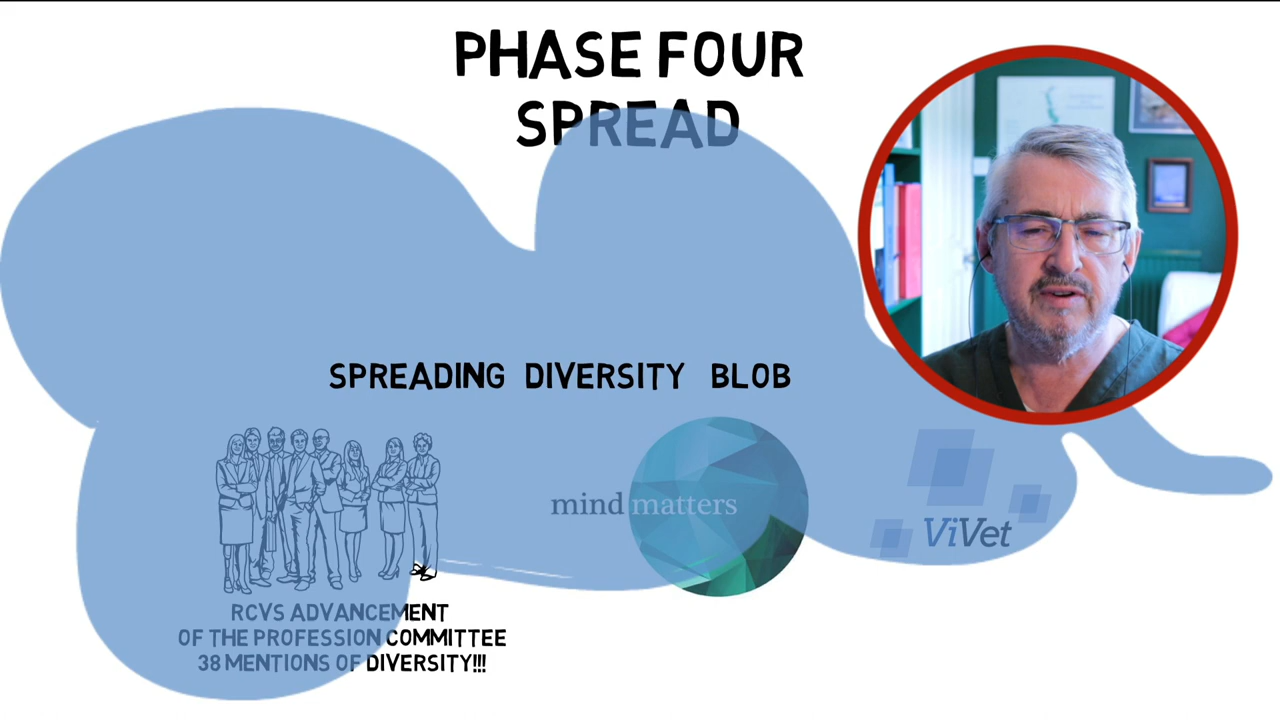 PHASE FOUR
SPREAD
SPREADING DIVERSITY BLOB
mind matters
ViVet
RCVS ADVANCEMENT
OF THE PROFESSION COMMITTEE
38 MENTIONS OF DIVERSITY!!!